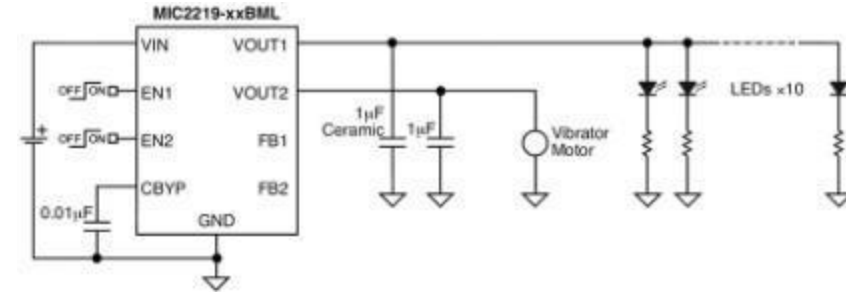 MIC2219-xxBML
VIN VOUT1
OFF ON EN1 VOUT2
LEDs ×10
1µF
Ceramic 1µF
+
OFF ON EN2 FB1
Vibrator
Motor
CBYP FB2
0.01µF
GND